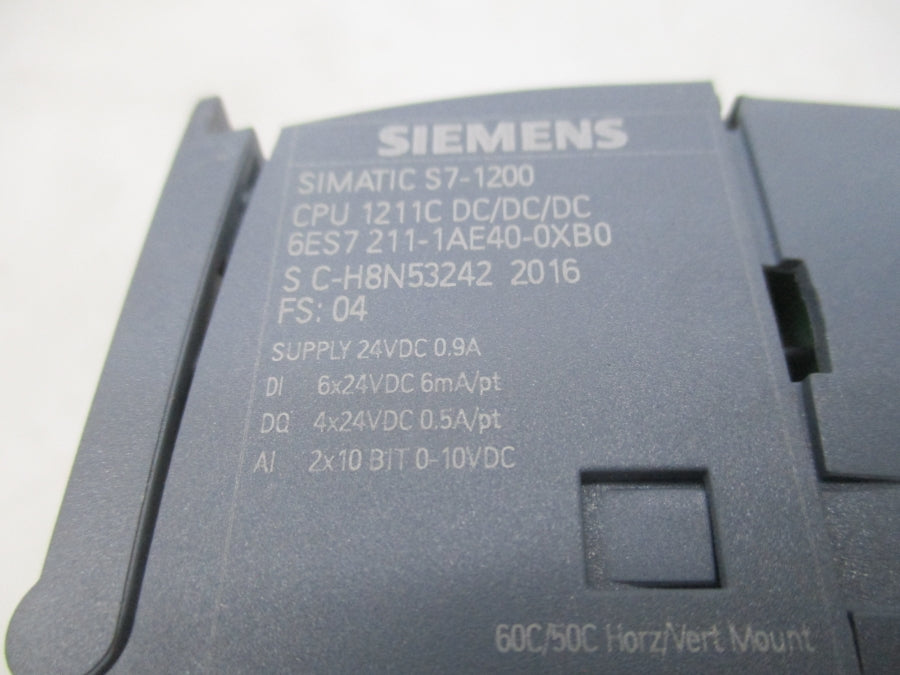 SIEMENS
SIMATIC S7-1200
CPU 1211C DC/DC/DC
6ES7 211-1AE40-0XB0
S C-H8N53242 2016
FS: 04
SUPPLY 24VDC 0.9A
DI 6x24VDC 6mA/pt
DQ 4x24VDC 0.5A/pt
AI 2x10 BIT 0-10VDC
60C/50C Horz/Vert Mount